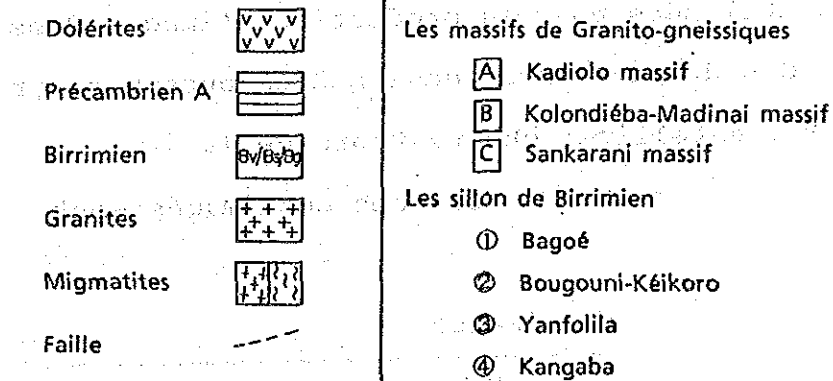 Dolérites
Précambrien A
Birrimien
Granites
Migmatites
Faille
Les massifs de Granito-gneissiques
A Kadiolo massif
B Kolondiéba-Madinai massif
C Sankarani massif
Les sillon de Birrimien
① Bagoé
② Bougouni-Kéikoro
③ Yanfolila
④ Kangaba